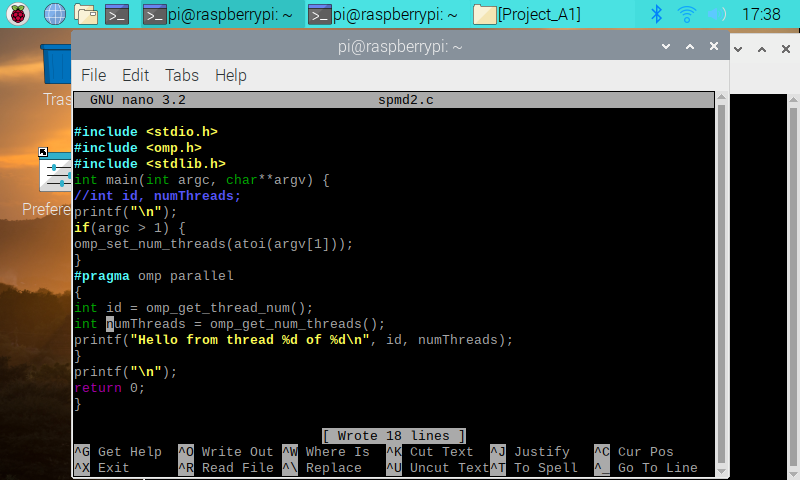 pi@raspberrypi: ~ pi@raspberrypi: ~ [Project_A1] 17:38
pi@raspberrypi: ~
File Edit Tabs Help
GNU nano 3.2 spmd2.c
#include <stdio.h>
#include <omp.h>
#include <stdlib.h>
int main(int argc, char**argv) {
//int id, numThreads;
printf("\n");
if(argc > 1) {
omp_set_num_threads(atoi(argv[1]));
}
#pragma omp parallel
{
int id = omp_get_thread_num();
int numThreads = omp_get_num_threads();
printf("Hello from thread %d of %d\n", id, numThreads);
}
printf("\n");
return 0;
}
[ Wrote 18 lines ]
^G Get Help ^O Write Out ^W Where Is ^K Cut Text ^J Justify ^C Cur Pos
^X Exit ^R Read File ^\ Replace ^U Uncut Text ^T To Spell ^_ Go To Line
Tras
Prefere